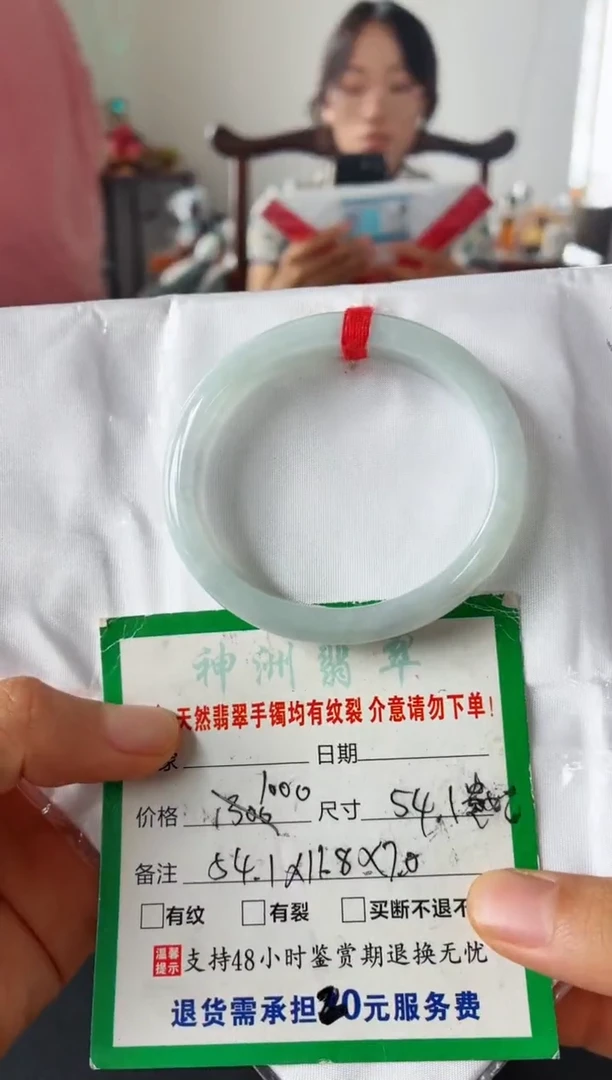 神洲翡翠
天然翡翠手镯均有纹裂 介意请勿下单!
日期
价格 1300 1000 尺寸 54.1
备注 54.1X11.8X7.0
□有纹 □有裂 □买断不退不
温馨提示 支持48小时鉴赏期退换无忧
退货需承担20元服务费